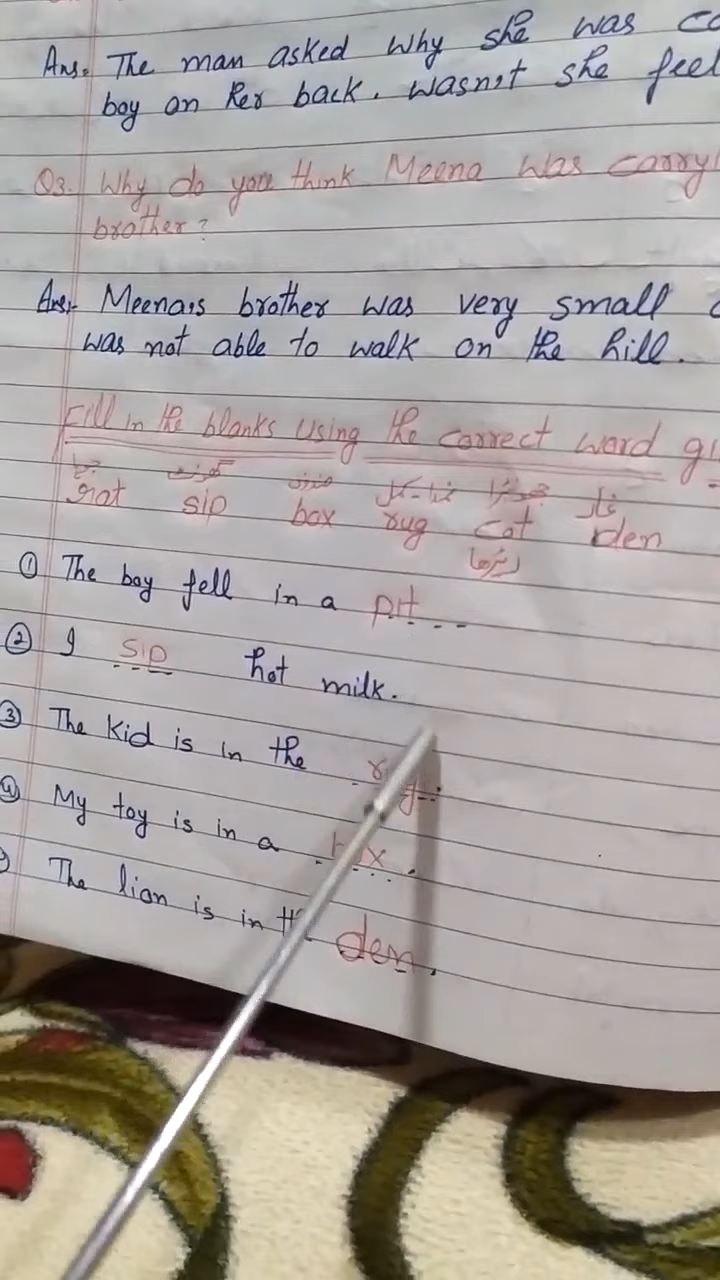 Ans. The man asked why she was
boy on her back. wasn't she feel
Q3. Why do you think Meena was carry
brother?
Ans:- Meena's brother was very small
was not able to walk on the hill.
Fill in the blanks using the correct word
sip box rug cot den
① The boy fell in a pit...
② I sip hot milk.
③ The kid is in the
④ My toy is in a box.
The lion is in the den.